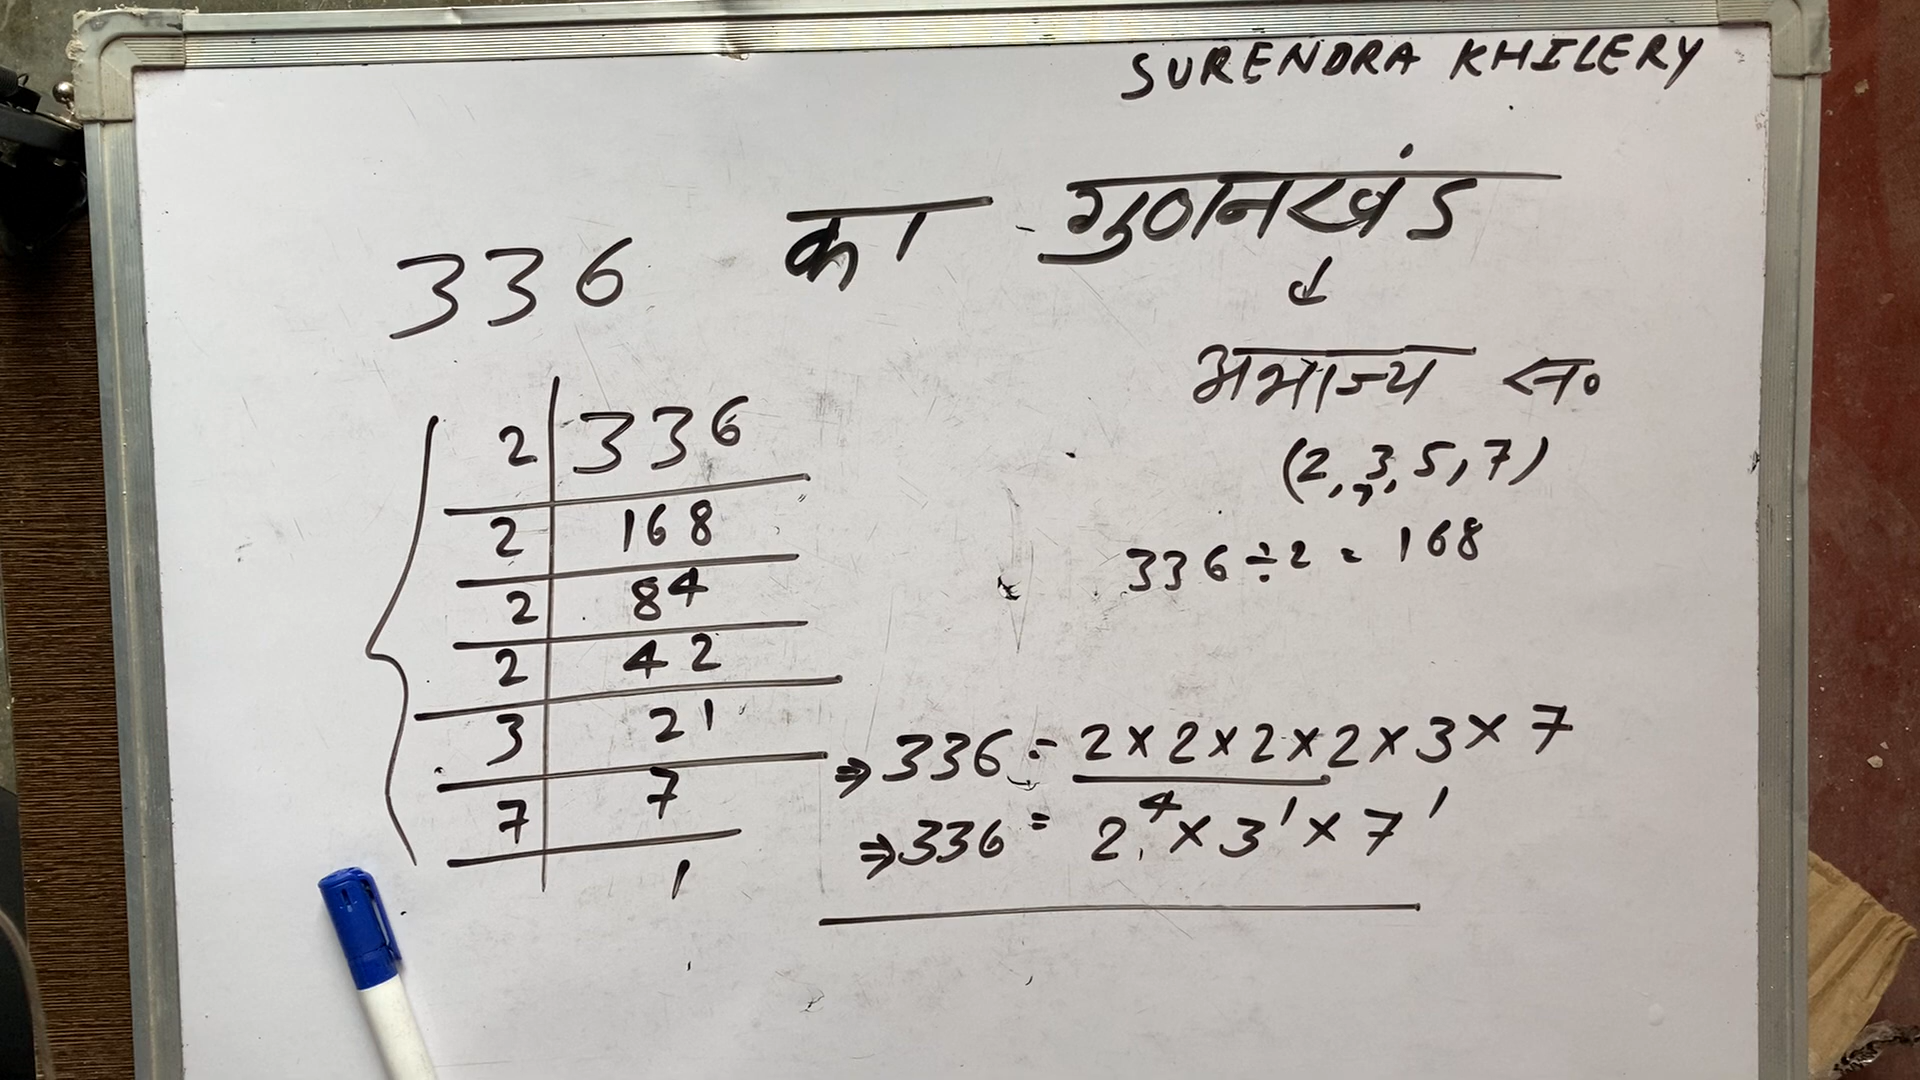 SURENDRA KHILERY
336 का गुणनखंड
↓
अभाज्य सं०
(2, 3, 5, 7)
336 ÷ 2 = 168
2 | 336
2 | 168
2 | 84
2 | 42
3 | 21
7 | 7
1
⇒ 336 = 2 × 2 × 2 × 2 × 3 × 7
⇒ 336 = 2⁴ × 3¹ × 7¹